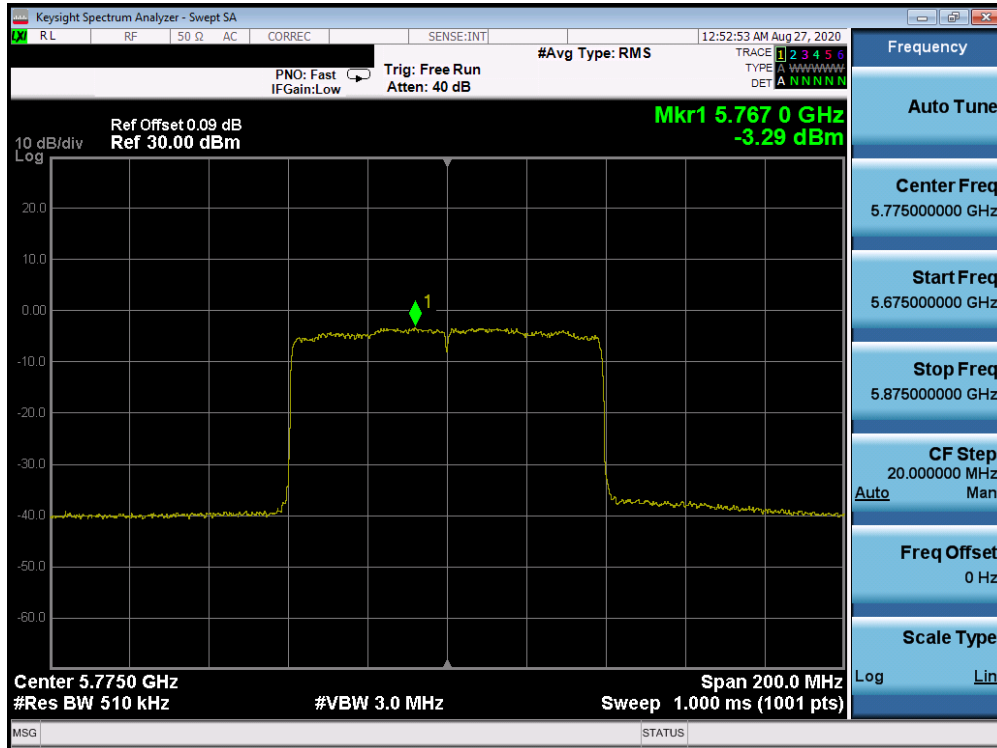 Keysight Spectrum Analyzer - Swept SA
LXI RL RF 50 Ω AC CORREC SENSE:INT 12:52:53 AM Aug 27, 2020
#Avg Type: RMS
TRACE 1 2 3 4 5 6
TYPE A WWWWW
DET A N N N N N
PNO: Fast
IFGain:Low
Trig: Free Run
Atten: 40 dB
Mkr1 5.767 0 GHz
-3.29 dBm
Ref Offset 0.09 dB
Ref 30.00 dBm
10 dB/div
Log
20.0
10.0
0.00
-10.0
-20.0
-30.0
-40.0
-50.0
-60.0
1
Center 5.7750 GHz
Span 200.0 MHz
#Res BW 510 kHz
#VBW 3.0 MHz
Sweep 1.000 ms (1001 pts)
MSG
STATUS
Frequency
Auto Tune
Center Freq
5.775000000 GHz
Start Freq
5.675000000 GHz
Stop Freq
5.875000000 GHz
CF Step
20.000000 MHz
Auto Man
Freq Offset
0 Hz
Scale Type
Log Lin